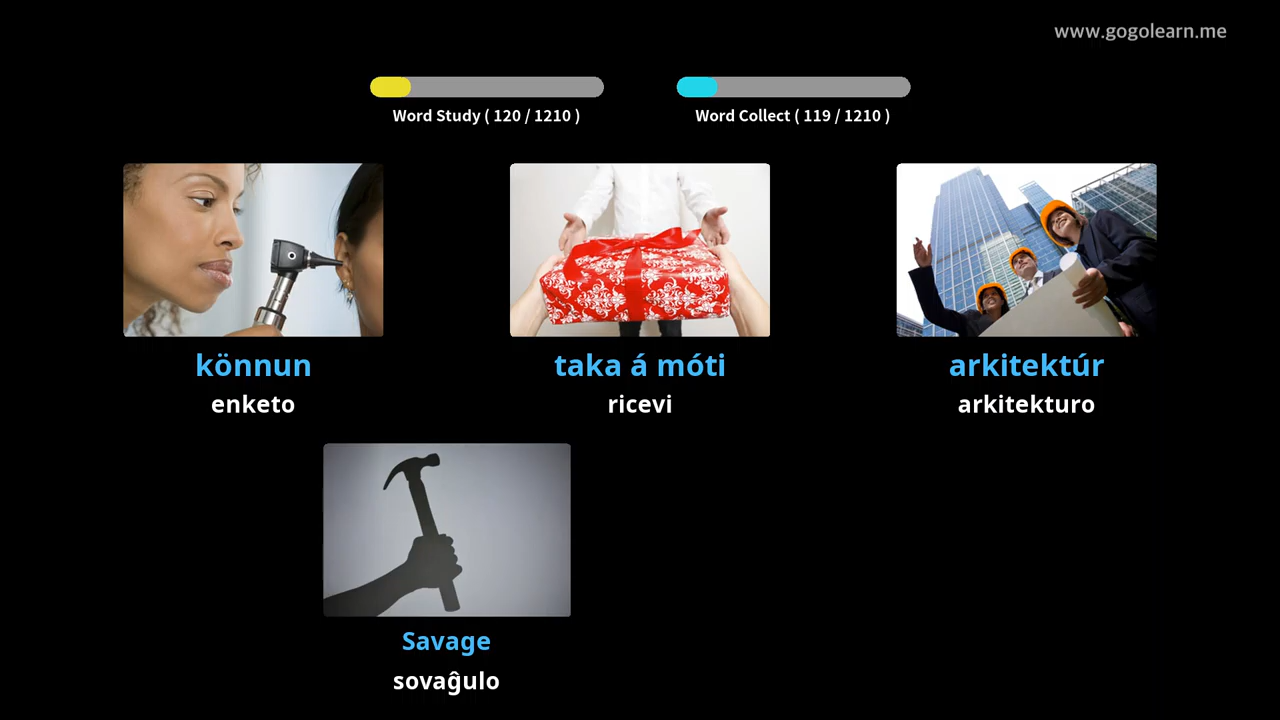 www.gogolearn.me
Word Study ( 120 / 1210 )
Word Collect ( 119 / 1210 )
könnun
enketo
taka á móti
ricevi
arkitektúr
arkitekturo
Savage
sovaĝulo